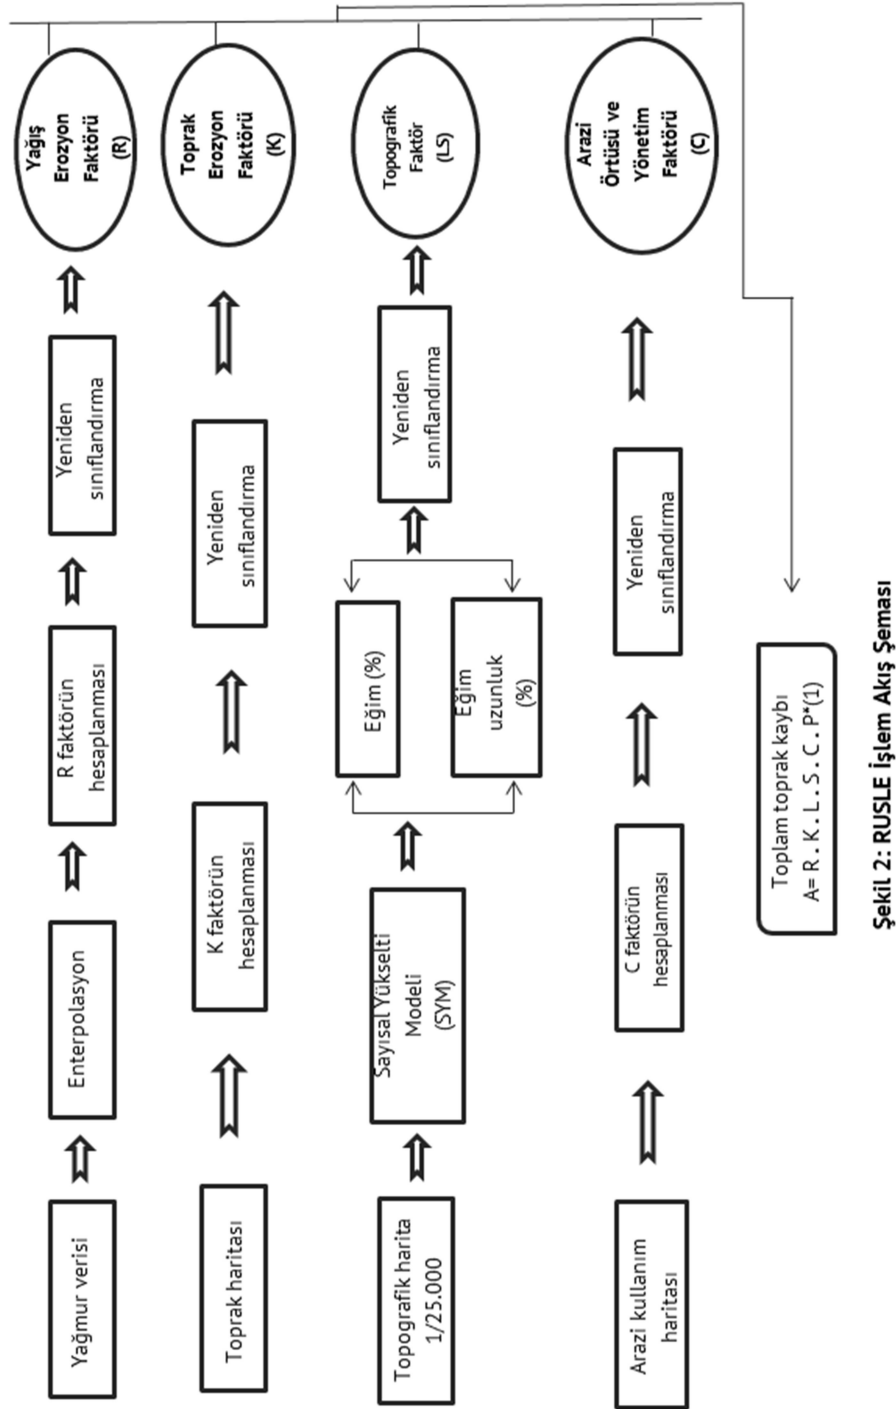 Yağmur verisi
Enterpolasyon
R faktörün
hesaplanması
Yeniden
sınıflandırma
Yağış
Erozyon
Faktörü
(R)
Toprak haritası
K faktörün
hesaplanması
Yeniden
sınıflandırma
Toprak
Erozyon
Faktörü
(K)
Topografik harita
1/25.000
Sayısal Yükselti
Modeli
(SYM)
Eğim (%)
Eğim
uzunluk
(%)
Yeniden
sınıflandırma
Topografik
Faktör
(LS)
Arazi kullanım
haritası
C faktörün
hesaplanması
Yeniden
sınıflandırma
Arazi
Örtüsü ve
Yönetim
Faktörü
(C)
Toplam toprak kaybı
A= R . K . L . S . C . P*(1)
Şekil 2: RUSLE İşlem Akış Şeması